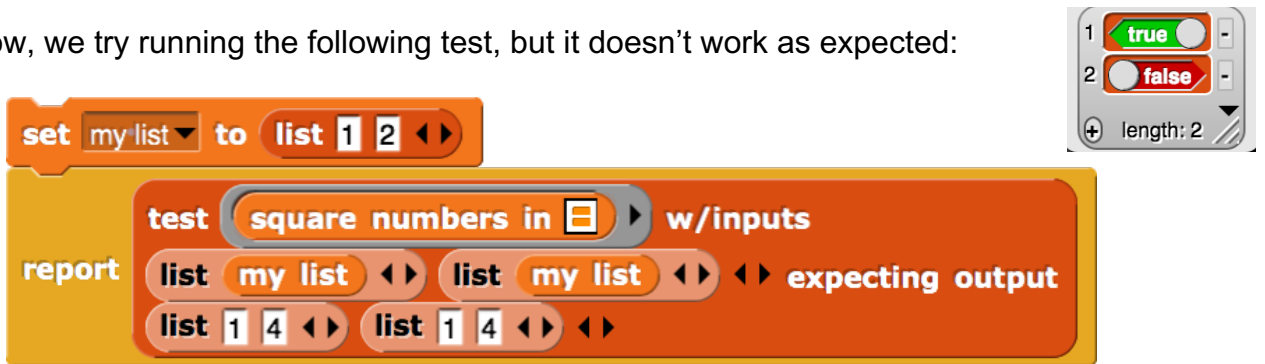 ow, we try running the following test, but it doesn't work as expected:
1 true -
2 false -
+ length: 2
set my list to list 1 2
test square numbers in w/inputs
report list my list list my list expecting output
list 1 4 list 1 4